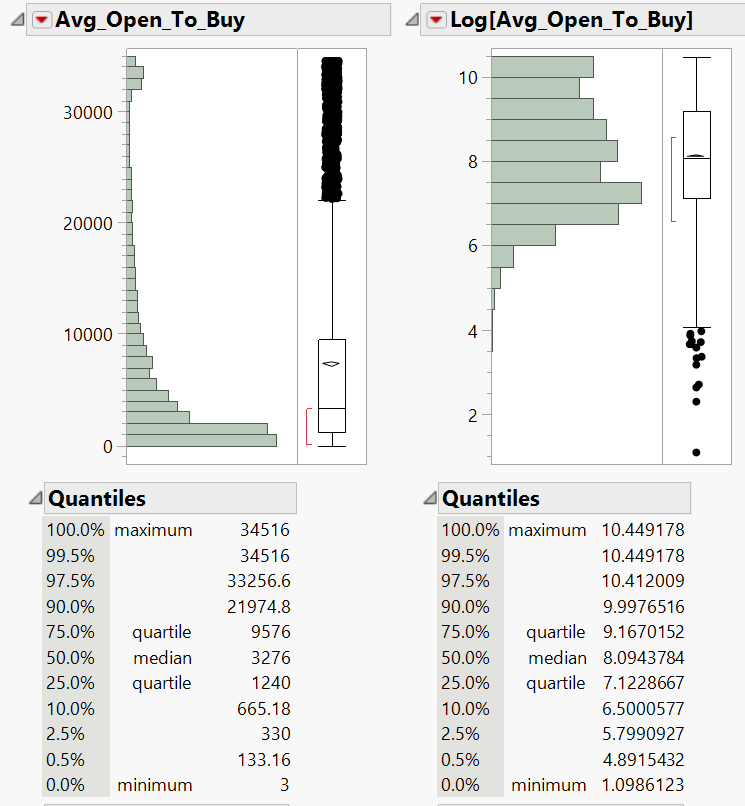 Avg_Open_To_Buy
30000
20000
10000
0
Quantiles
100.0% maximum 34516
99.5% 34516
97.5% 33256.6
90.0% 21974.8
75.0% quartile 9576
50.0% median 3276
25.0% quartile 1240
10.0% 665.18
2.5% 330
0.5% 133.16
0.0% minimum 3
Log[Avg_Open_To_Buy]
10
8
6
4
2
Quantiles
100.0% maximum 10.449178
99.5% 10.449178
97.5% 10.412009
90.0% 9.9976516
75.0% quartile 9.1670152
50.0% median 8.0943784
25.0% quartile 7.1228667
10.0% 6.5000577
2.5% 5.7990927
0.5% 4.8915432
0.0% minimum 1.0986123